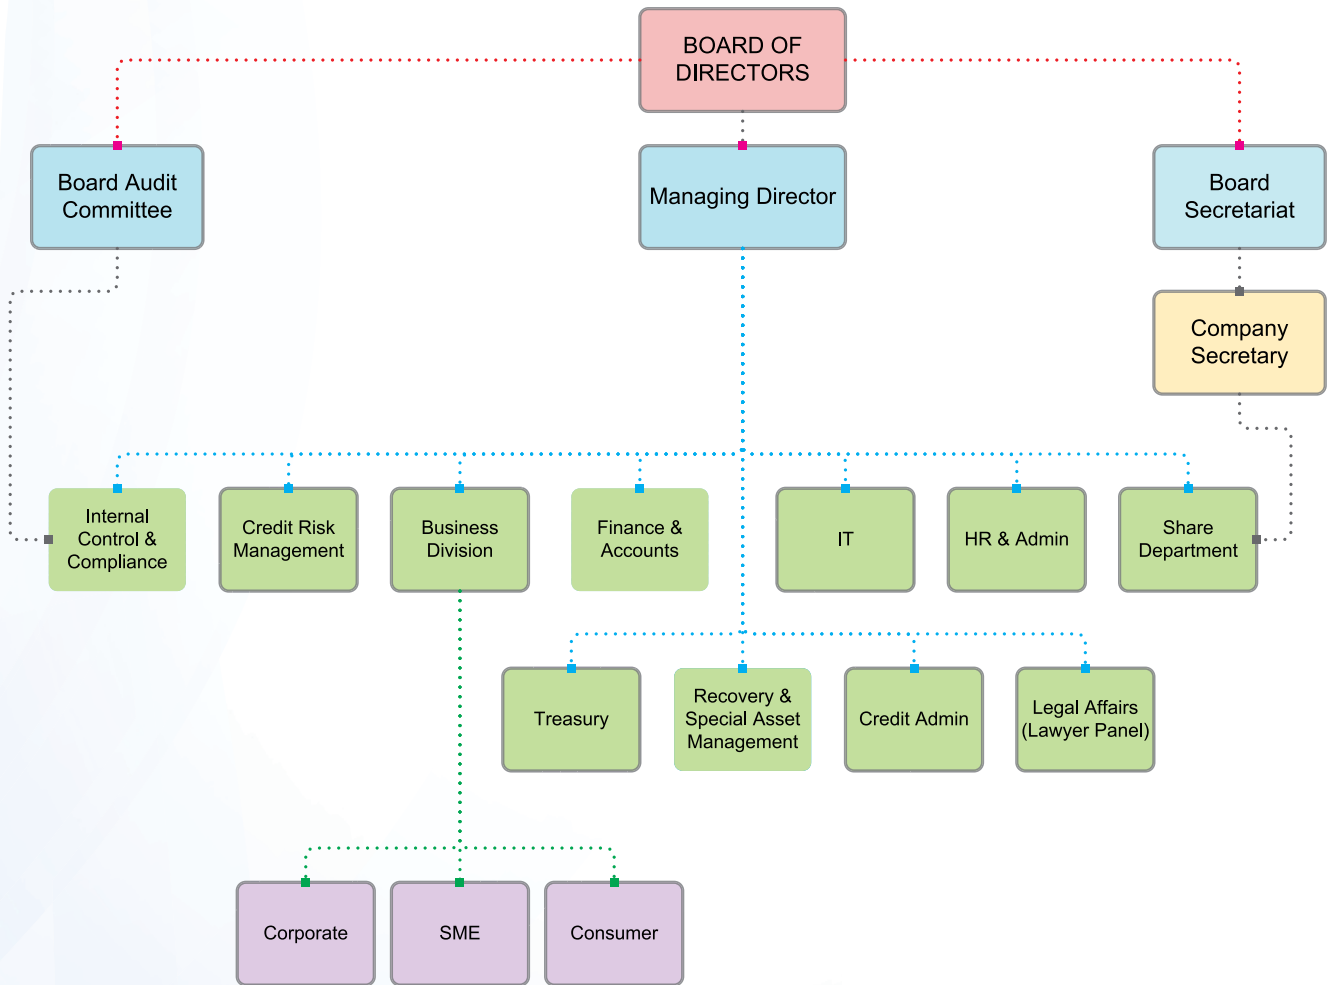 BOARD OF
DIRECTORS
Board Audit
Committee
Managing Director
Board
Secretariat
Company
Secretary
Internal
Control &
Compliance
Credit Risk
Management
Business
Division
Finance &
Accounts
IT
HR & Admin
Share
Department
Treasury
Recovery &
Special Asset
Management
Credit Admin
Legal Affairs
(Lawyer Panel)
Corporate
SME
Consumer